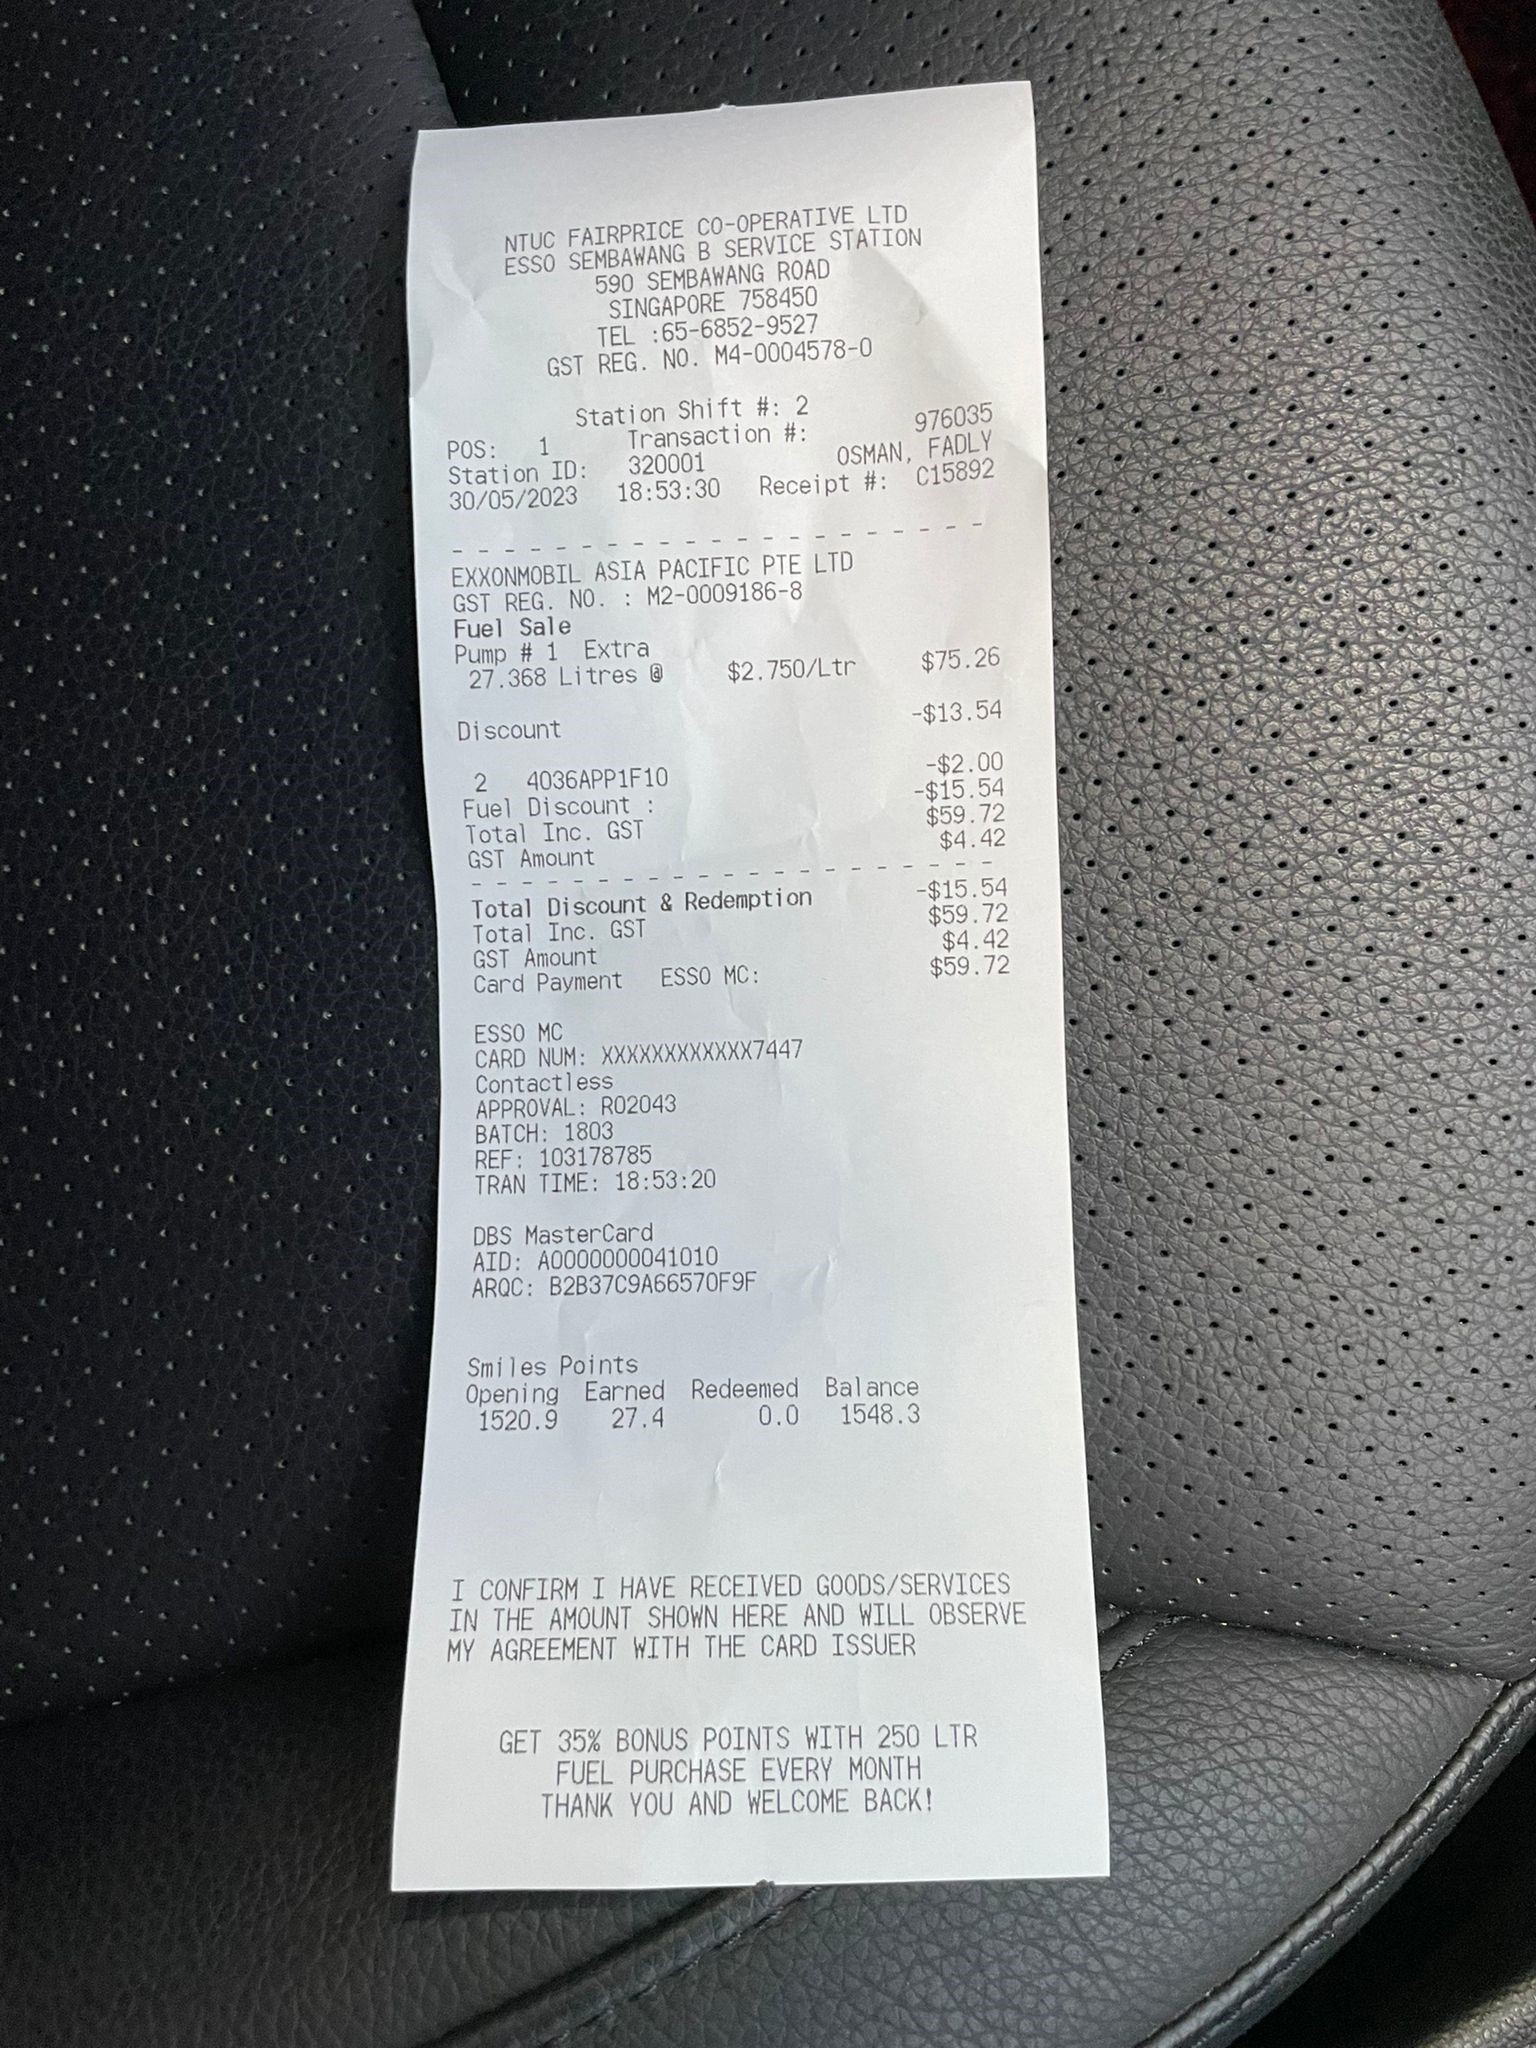 NTUC FAIRPRICE CO-OPERATIVE LTD
ESSO SEMBAWANG B SERVICE STATION
590 SEMBAWANG ROAD
SINGAPORE 758450
TEL :65-6852-9527
GST REG. NO. M4-0004578-0
Station Shift #: 2
POS: 1 Transaction #: 976035
Station ID: 320001 OSMAN, FADLY
30/05/2023 18:53:30 Receipt #: C15892
EXXONMOBIL ASIA PACIFIC PTE LTD
GST REG. NO. : M2-0009186-8
Fuel Sale
Pump # 1 Extra
27.368 Litres @ $2.750/Ltr $75.26
Discount -$13.54
2 4036APP1F10 -$2.00
Fuel Discount : -$15.54
Total Inc. GST $59.72
GST Amount $4.42
Total Discount & Redemption -$15.54
Total Inc. GST $59.72
GST Amount $4.42
Card Payment ESSO MC: $59.72
ESSO MC
CARD NUM: XXXXXXXXXXXX7447
Contactless
APPROVAL: R02043
BATCH: 1803
REF: 103178785
TRAN TIME: 18:53:20
DBS MasterCard
AID: A0000000041010
ARQC: B2B37C9A66570F9F
Smiles Points
Opening Earned Redeemed Balance
1520.9 27.4 0.0 1548.3
I CONFIRM I HAVE RECEIVED GOODS/SERVICES
IN THE AMOUNT SHOWN HERE AND WILL OBSERVE
MY AGREEMENT WITH THE CARD ISSUER
GET 35% BONUS POINTS WITH 250 LTR
FUEL PURCHASE EVERY MONTH
THANK YOU AND WELCOME BACK!